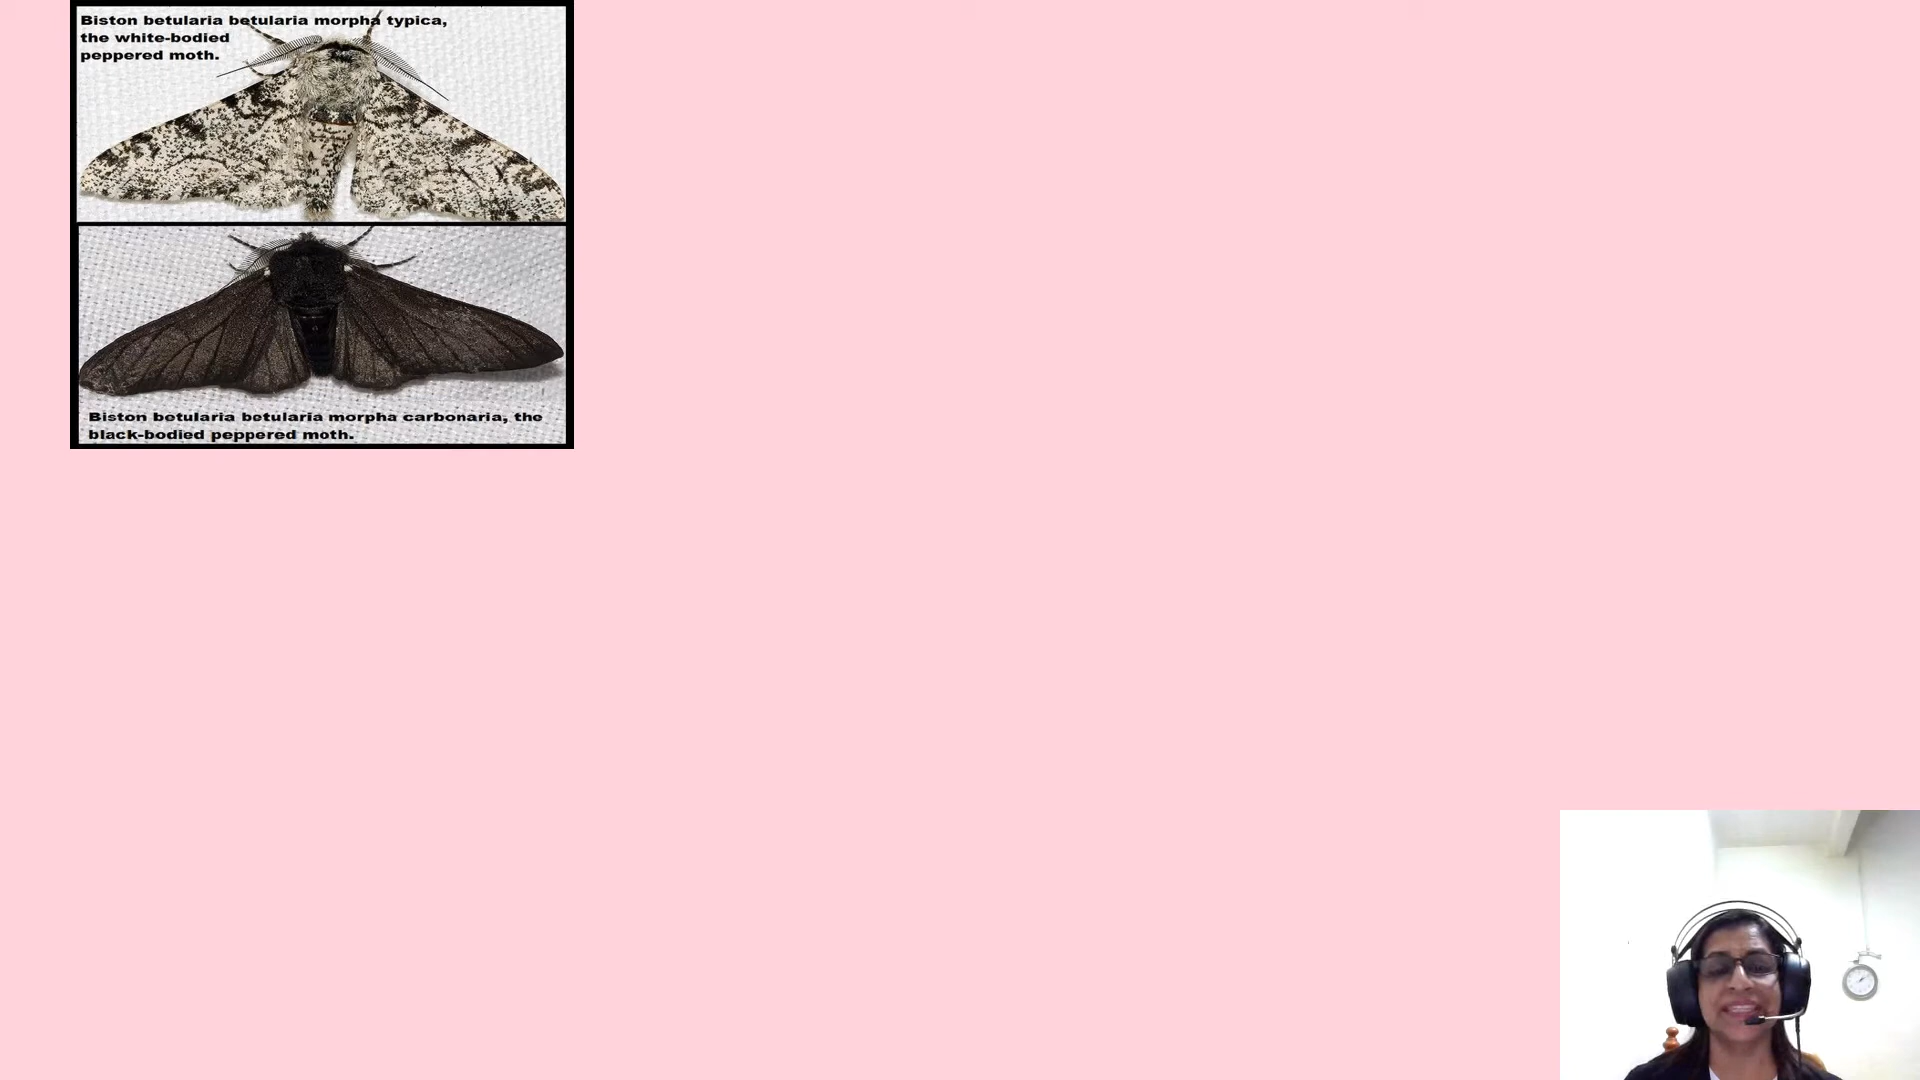 Biston betularia betularia morpha typica,
the white-bodied
peppered moth.
Biston betularia betularia morpha carbonaria, the
black-bodied peppered moth.